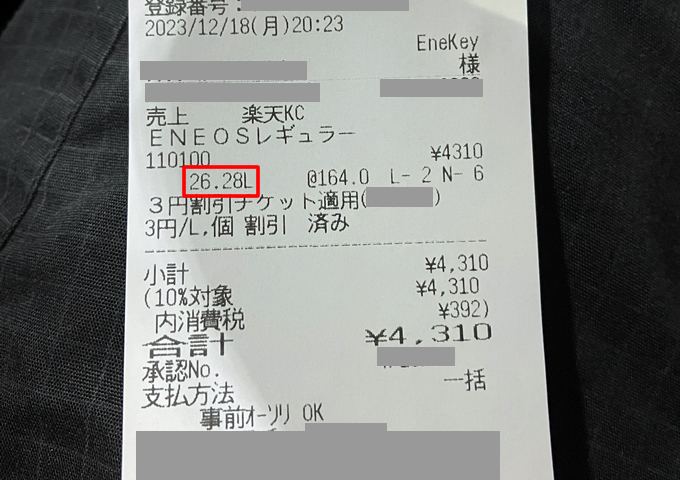 登録番号:
2023/12/18(月)20:23
EneKey
様
売上 楽天KC
ENEOSレギュラー
110100 ¥4310
26.28L @164.0 L- 2 N- 6
3円割引チケット適用( )
3円/L,個 割引 済み
小計 ¥4,310
(10%対象 ¥4,310
内消費税 ¥392)
合計 ¥4,310
承認No.
支払方法 一括
事前オーソリ OK